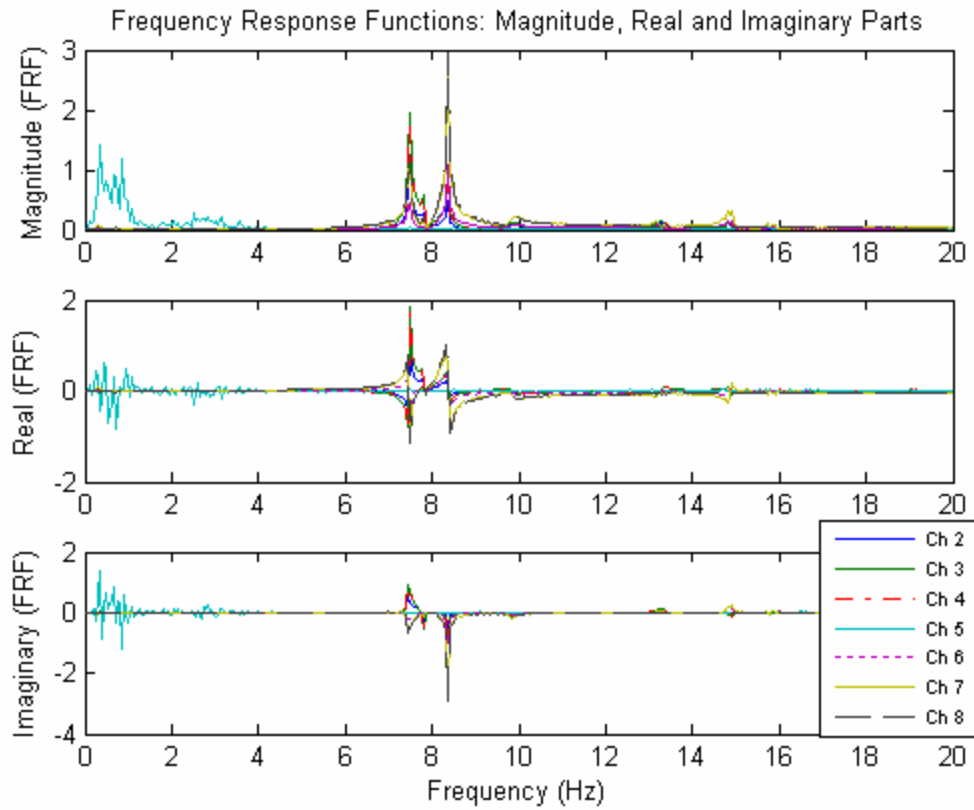 Frequency Response Functions: Magnitude, Real and Imaginary Parts
Magnitude (FRF)
3
2
1
0
0 2 4 6 8 10 12 14 16 18 20
Real (FRF)
2
0
-2
0 2 4 6 8 10 12 14 16 18 20
Imaginary (FRF)
2
0
-2
-4
0 2 4 6 8 10 12 14 16 18 20
Frequency (Hz)
Ch 2
Ch 3
Ch 4
Ch 5
Ch 6
Ch 7
Ch 8